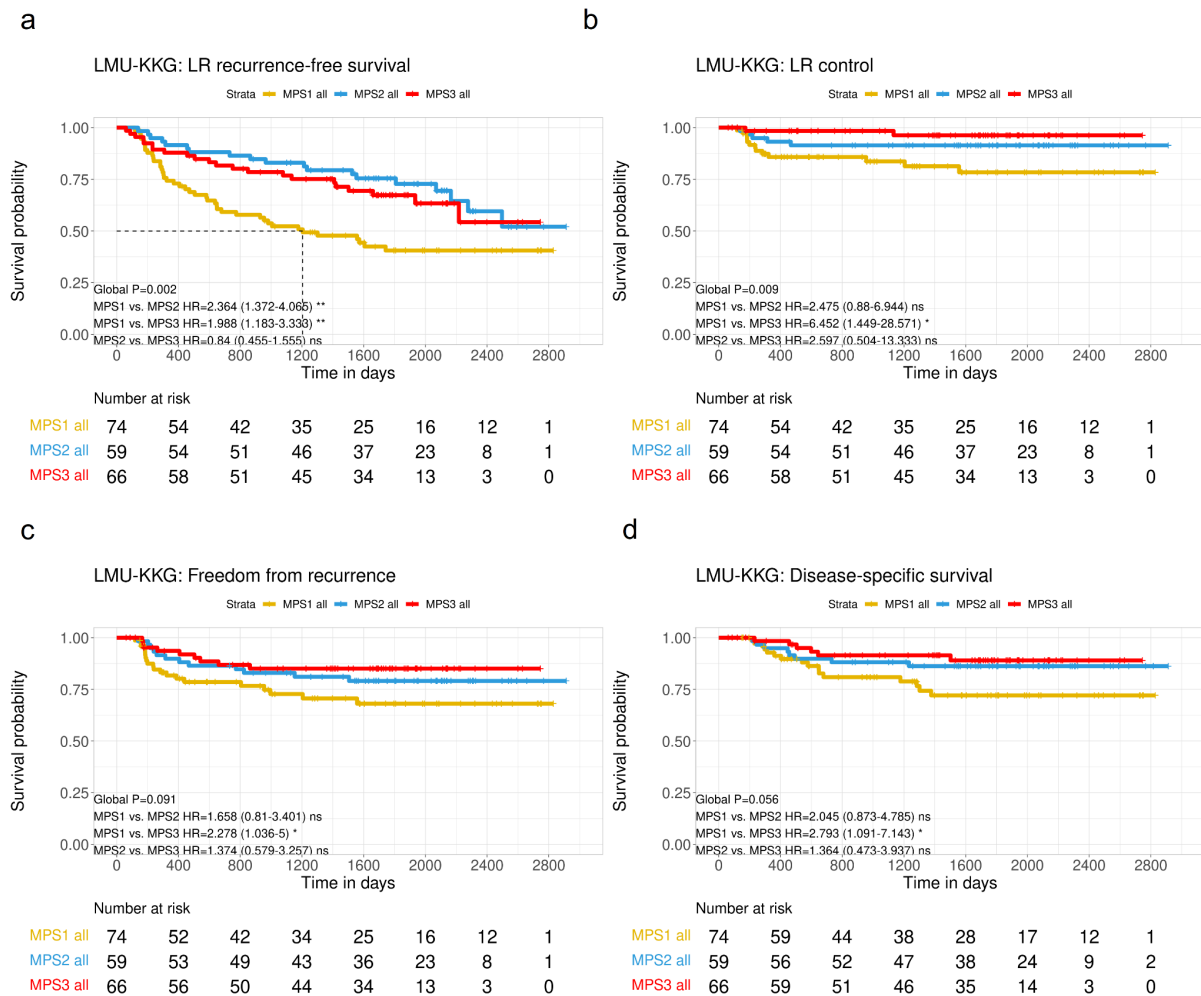 a
LMU-KKG: LR recurrence-free survival
Strata MPS1 all MPS2 all MPS3 all
Survival probability
1.00
0.75
0.50
0.25
0.00
Global P=0.002
MPS1 vs. MPS2 HR=2.364 (1.372-4.065) **
MPS1 vs. MPS3 HR=1.988 (1.183-3.333) **
MPS2 vs. MPS3 HR=0.84 (0.455-1.555) ns
0 400 800 1200 1600 2000 2400 2800
Time in days
Number at risk
MPS1 all 74 54 42 35 25 16 12 1
MPS2 all 59 54 51 46 37 23 8 1
MPS3 all 66 58 51 45 34 13 3 0
b
LMU-KKG: LR control
Strata MPS1 all MPS2 all MPS3 all
Survival probability
1.00
0.75
0.50
0.25
0.00
Global P=0.009
MPS1 vs. MPS2 HR=2.475 (0.88-6.944) ns
MPS1 vs. MPS3 HR=6.452 (1.449-28.571) *
MPS2 vs. MPS3 HR=2.597 (0.504-13.333) ns
0 400 800 1200 1600 2000 2400 2800
Time in days
Number at risk
MPS1 all 74 54 42 35 25 16 12 1
MPS2 all 59 54 51 46 37 23 8 1
MPS3 all 66 58 51 45 34 13 3 0
c
LMU-KKG: Freedom from recurrence
Strata MPS1 all MPS2 all MPS3 all
Survival probability
1.00
0.75
0.50
0.25
0.00
Global P=0.091
MPS1 vs. MPS2 HR=1.658 (0.81-3.401) ns
MPS1 vs. MPS3 HR=2.278 (1.036-5) *
MPS2 vs. MPS3 HR=1.374 (0.579-3.257) ns
0 400 800 1200 1600 2000 2400 2800
Time in days
Number at risk
MPS1 all 74 52 42 34 25 16 12 1
MPS2 all 59 53 49 43 36 23 8 1
MPS3 all 66 56 50 44 34 13 3 0
d
LMU-KKG: Disease-specific survival
Strata MPS1 all MPS2 all MPS3 all
Survival probability
1.00
0.75
0.50
0.25
0.00
Global P=0.056
MPS1 vs. MPS2 HR=2.045 (0.873-4.785) ns
MPS1 vs. MPS3 HR=2.793 (1.091-7.143) *
MPS2 vs. MPS3 HR=1.364 (0.473-3.937) ns
0 400 800 1200 1600 2000 2400 2800
Time in days
Number at risk
MPS1 all 74 59 44 38 28 17 12 1
MPS2 all 59 56 52 47 38 24 9 2
MPS3 all 66 59 51 46 35 14 3 0